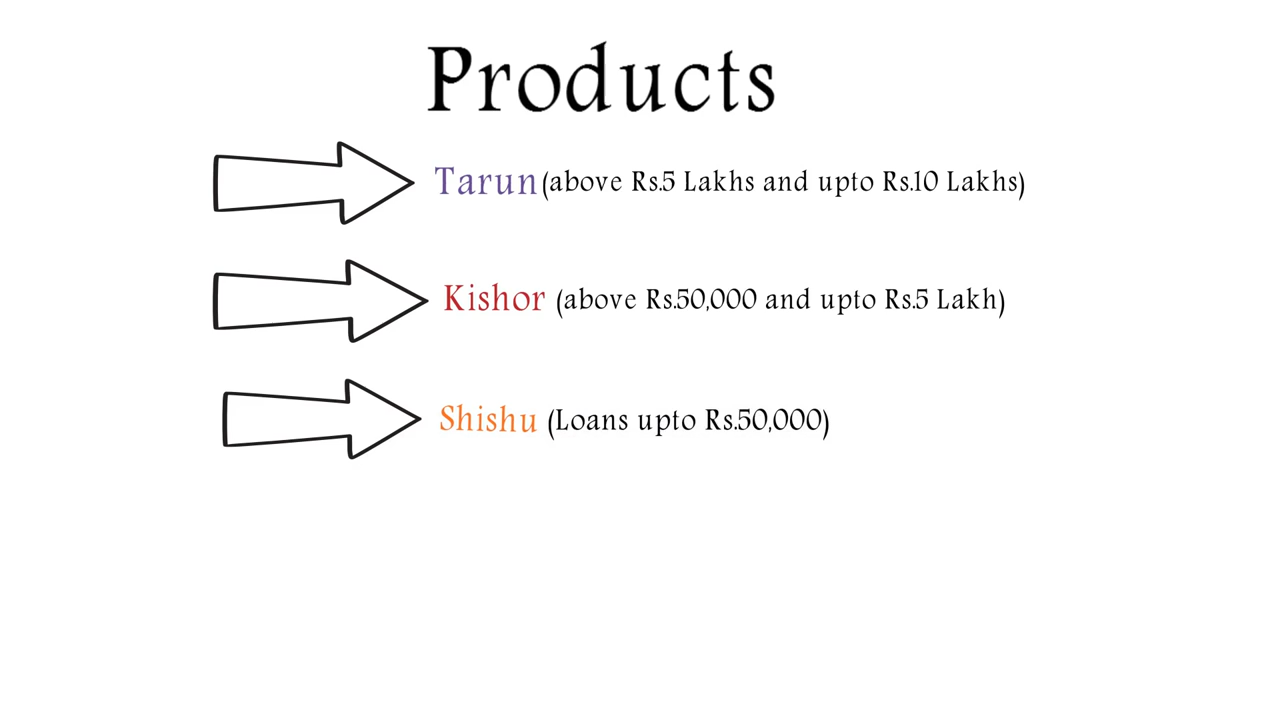 Products
Tarun (above Rs.5 Lakhs and upto Rs.10 Lakhs)
Kishor (above Rs.50,000 and upto Rs.5 Lakh)
Shishu (Loans upto Rs.50,000)